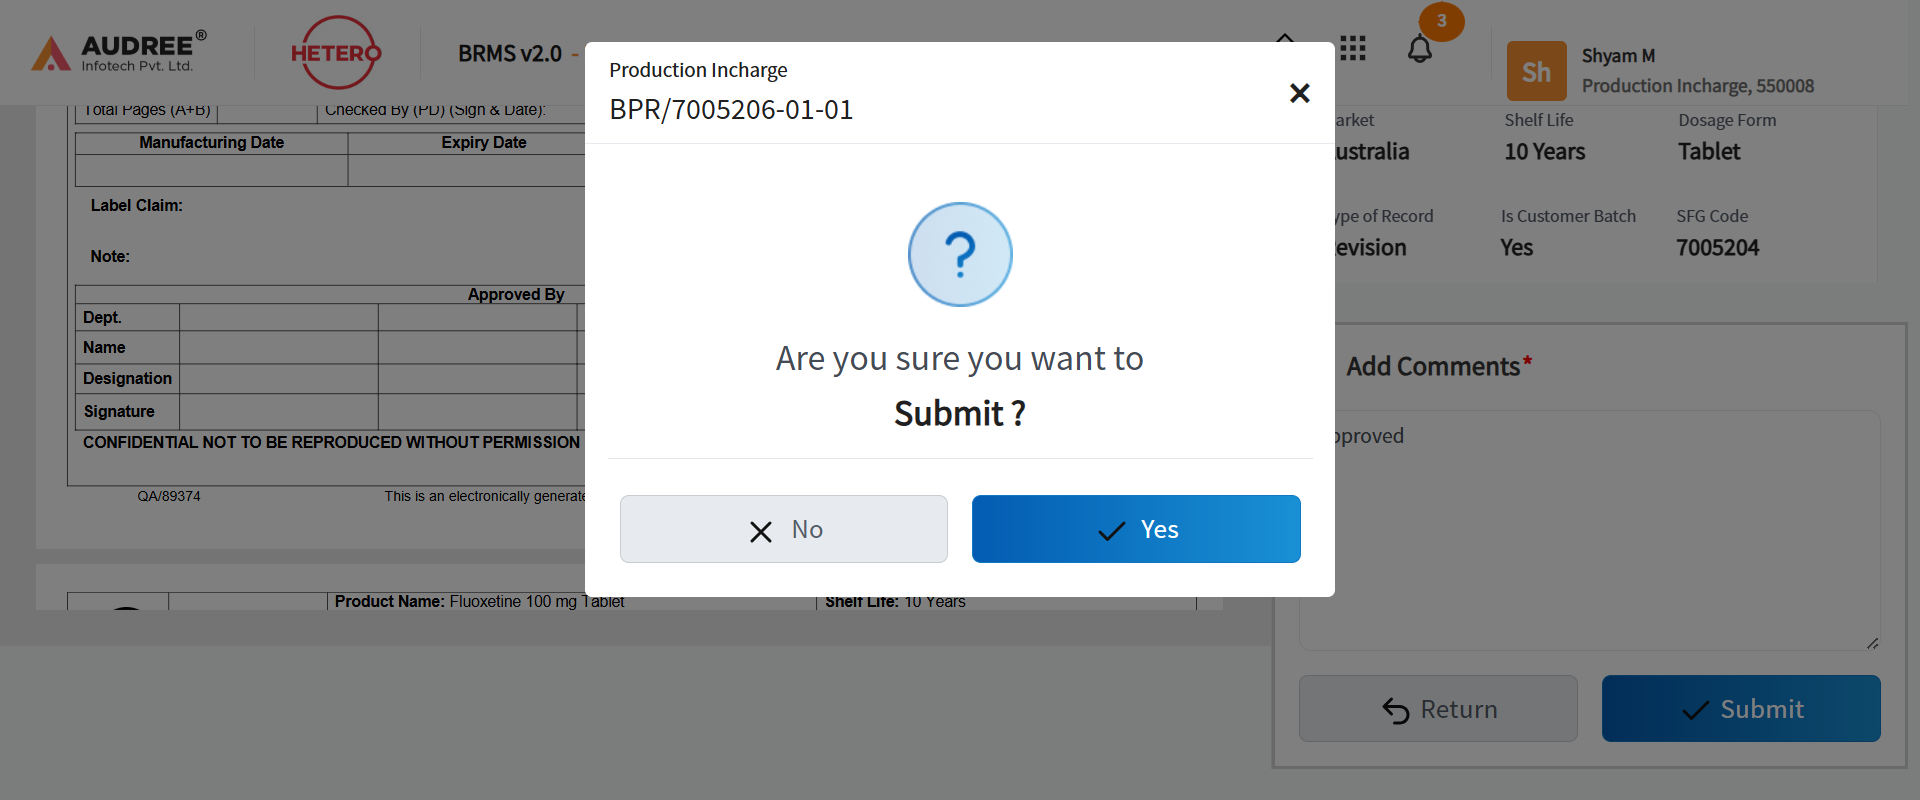 AUDREE®
Infotech Pvt. Ltd.
HETERO
BRMS v2.0 -
3
Sh
Shyam M
Production Incharge, 550008
Production Incharge
BPR/7005206-01-01
Are you sure you want to
Submit ?
No
Yes
Total Pages (A+B)
Checked By (PD) (Sign & Date):
Manufacturing Date
Expiry Date
Label Claim:
Note:
Approved By
Dept.
Name
Designation
Signature
CONFIDENTIAL NOT TO BE REPRODUCED WITHOUT PERMISSION
QA/89374
This is an electronically generate
Product Name: Fluoxetine 100 mg Tablet
Shelf Life: 10 Years
arket
Shelf Life
Dosage Form
ustralia
10 Years
Tablet
ype of Record
Is Customer Batch
SFG Code
evision
Yes
7005204
Add Comments*
pproved
Return
Submit